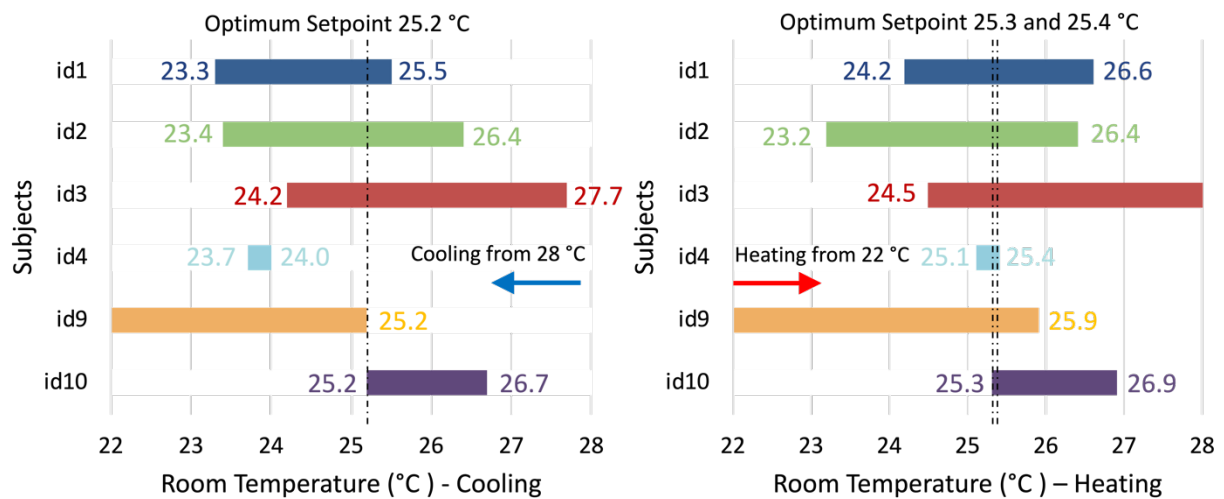 Optimum Setpoint 25.2 °C
id1
23.3
25.5
id2
23.4
26.4
id3
24.2
27.7
id4
23.7
24.0
Cooling from 28 °C
id9
25.2
id10
25.2
26.7
Subjects
22 23 24 25 26 27 28
Room Temperature (°C ) - Cooling
Optimum Setpoint 25.3 and 25.4 °C
id1
24.2
26.6
id2
23.2
26.4
id3
24.5
id4
Heating from 22 °C
25.1
25.4
id9
25.9
id10
25.3
26.9
Subjects
22 23 24 25 26 27 28
Room Temperature (°C ) – Heating